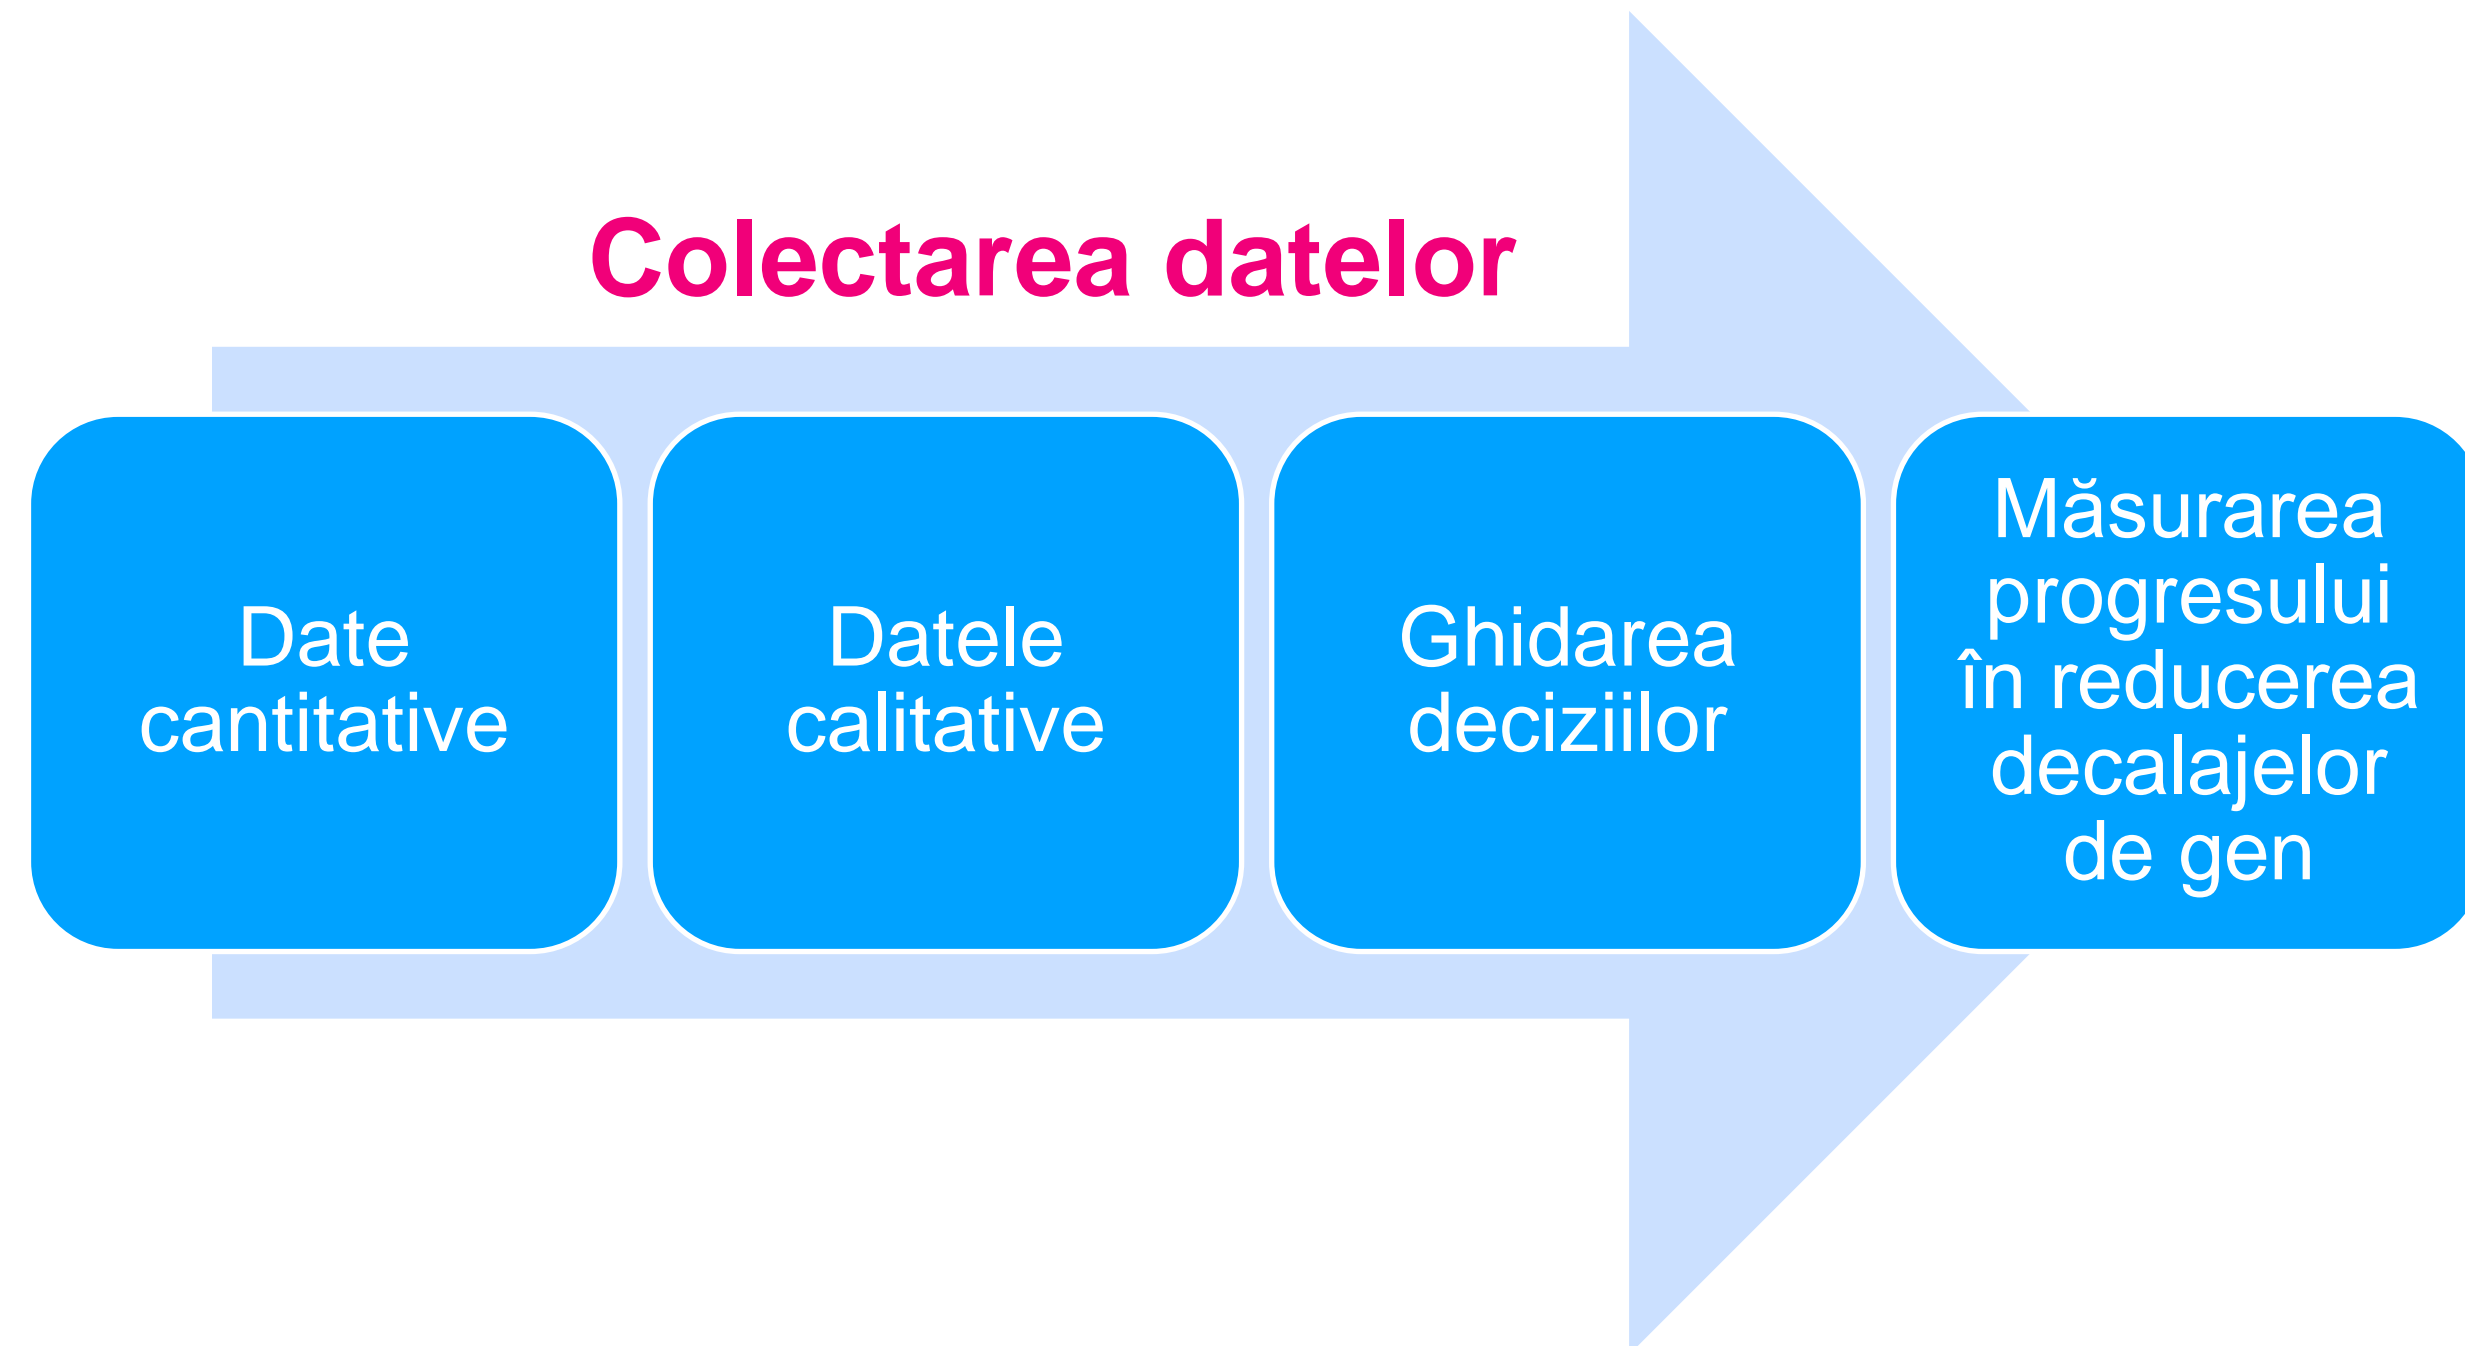 Colectarea datelor
Date
cantitative
Datele
calitative
Ghidarea
deciziilor
Măsurarea
progresului
în reducerea
decalajelor
de gen